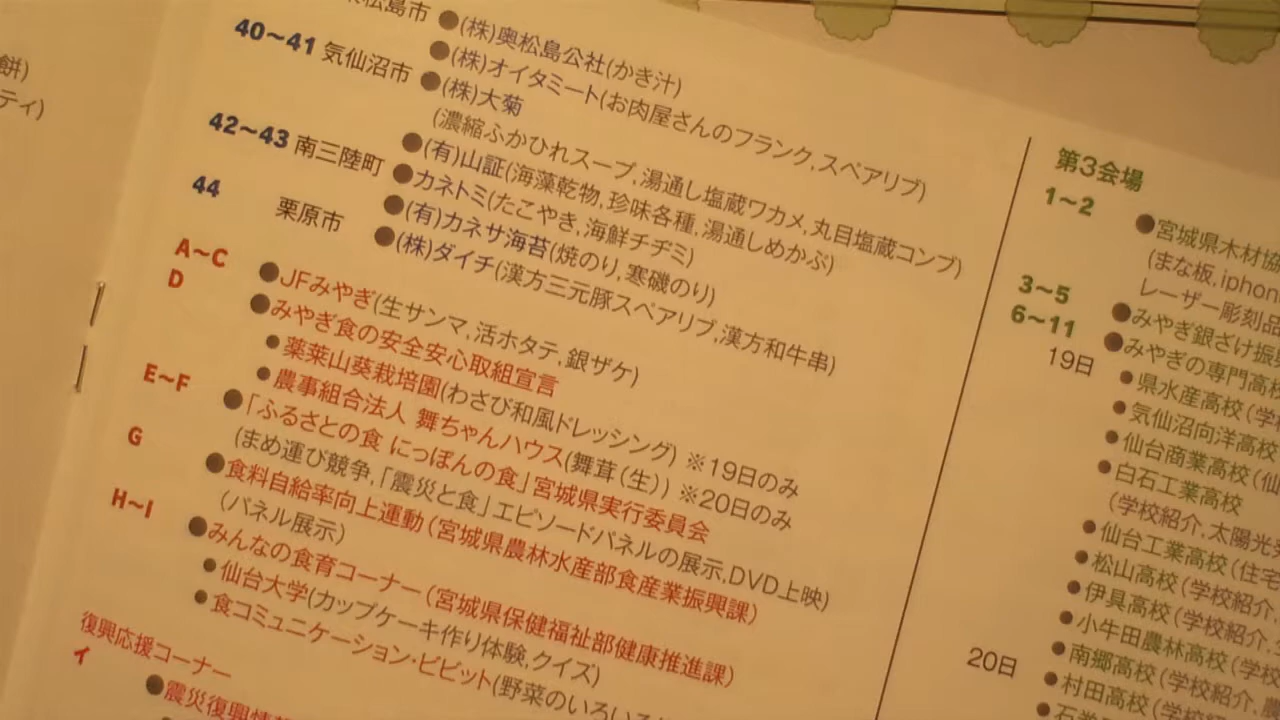 餅)
ティ)
松島市 ●(株)奥松島公社(かき汁)
40〜41 気仙沼市 ●(株)オイタミート(お肉屋さんのフランク,スペアリブ)
●(株)大菊
(濃縮ふかひれスープ,湯通し塩蔵ワカメ,丸目塩蔵コンブ)
42〜43 南三陸町 ●(有)山証(海藻乾物,珍味各種,湯通しめかぶ)
●カネトミ(たこやき,海鮮チヂミ)
●(有)カネサ海苔(焼のり,寒磯のり)
44 栗原市 ●(株)ダイチ(漢方三元豚スペアリブ,漢方和牛串)
A〜C ●JFみやぎ(生サンマ,活ホタテ,銀ザケ)
D ●みやぎ食の安全安心取組宣言
●薬莱山葵栽培園(わさび和風ドレッシング) ※19日のみ
●農事組合法人 舞ちゃんハウス(舞茸(生)) ※20日のみ
E〜F ●「ふるさとの食 にっぽんの食」宮城県実行委員会
(まめ運び競争,「震災と食」エピソードパネルの展示,DVD上映)
G ●食料自給率向上運動(宮城県農林水産部食産業振興課)
(パネル展示)
H〜I ●みんなの食育コーナー(宮城県保健福祉部健康推進課)
●仙台大学(カップケーキ作り体験,クイズ)
●食コミュニケーション・ビビット(野菜のいろいろ
復興応援コーナー
イ ●震災復興情
第3会場
1〜2 ●宮城県木材協
(まな板,iphon
レーザー彫刻品
3〜5 ●みやぎ銀ざけ振
6〜11 ●みやぎの専門高校
19日 ●県水産高校(学校
●気仙沼向洋高校
●仙台商業高校(仙
●白石工業高校
(学校紹介,太陽光
●仙台工業高校(住宅
●松山高校(学校紹介
●伊具高校(学校紹介,
●小牛田農林高校(学校
20日 ●南郷高校(学校紹介,農
●村田高校(学校紹介